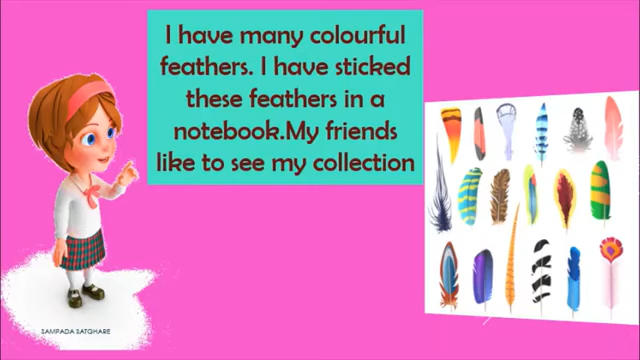 I have many colourful
feathers. I have sticked
these feathers in a
notebook.My friends
like to see my collection
SAMPADA SATGHARE